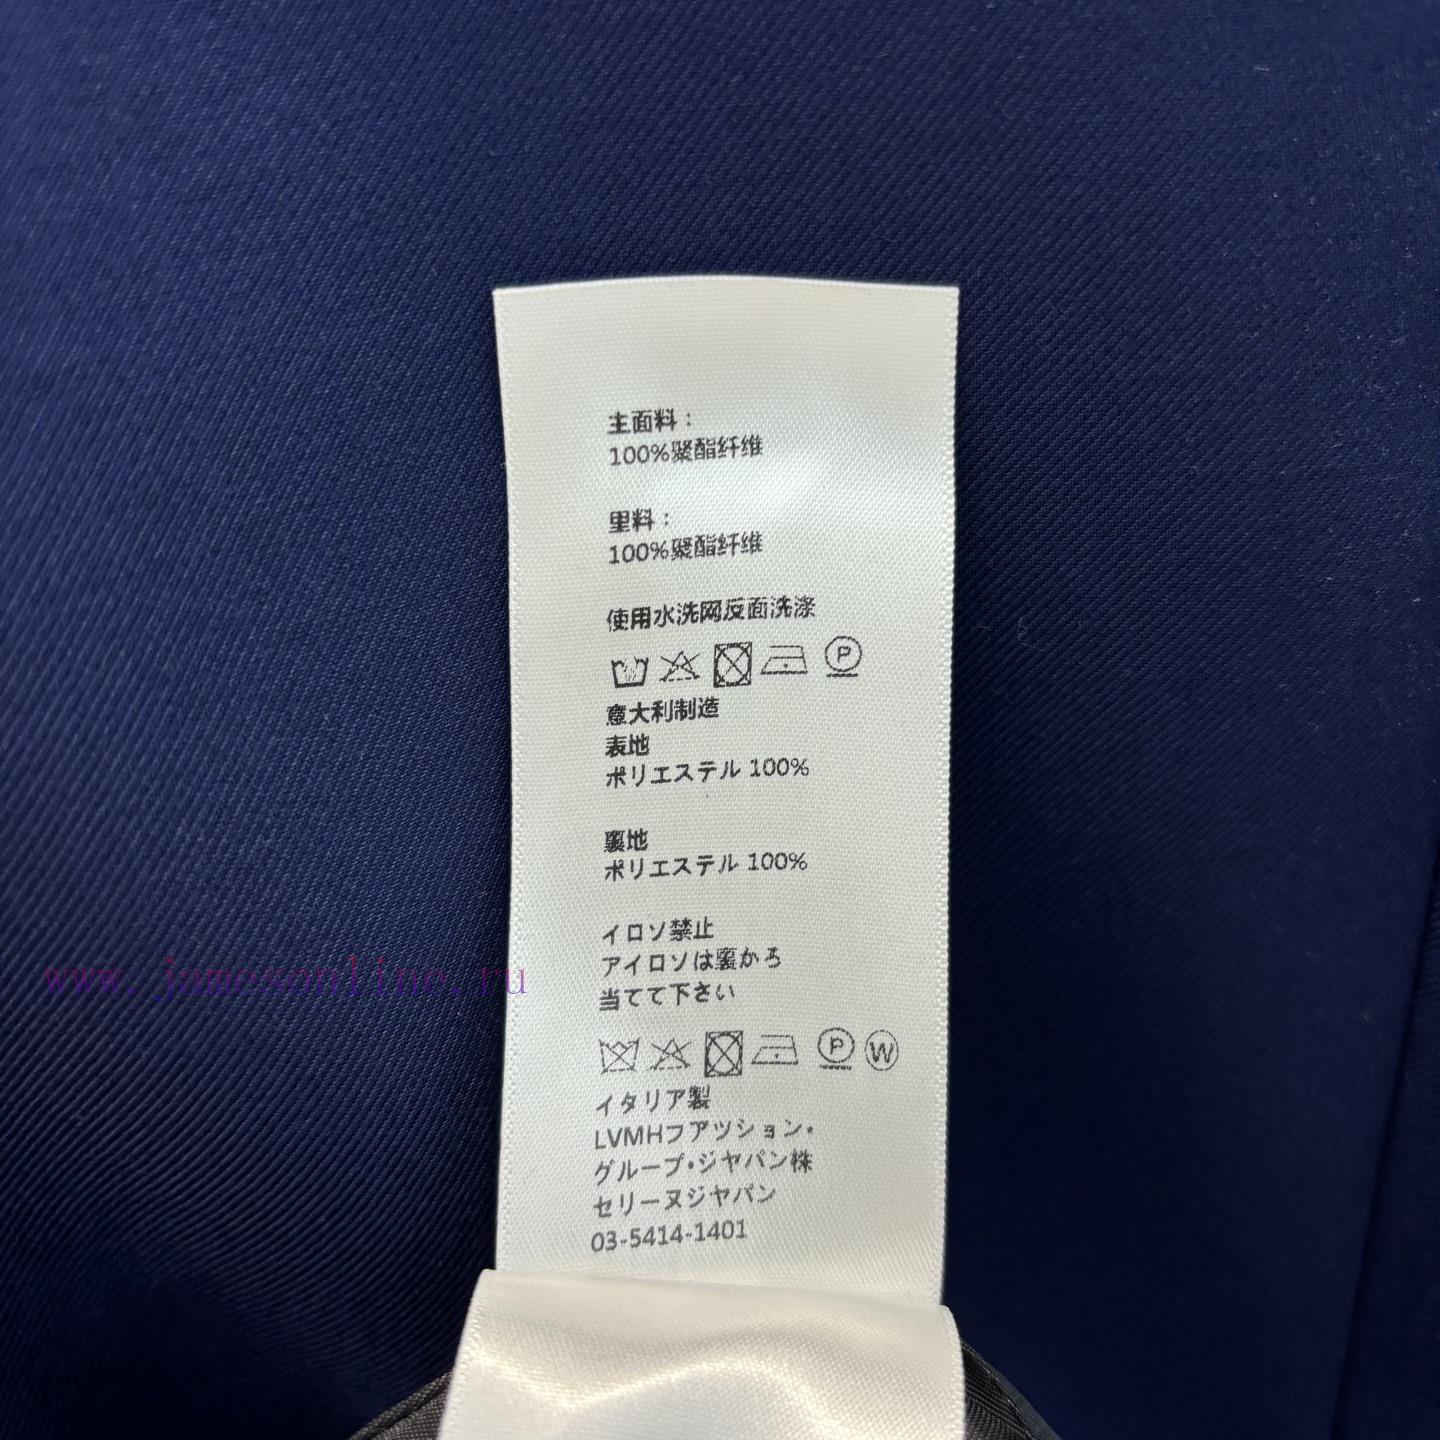 主面料：
100%聚酯纤维
里料：
100%聚酯纤维
使用水洗网反面洗涤
P
意大利制造
表地
ポリエステル 100%
裏地
ポリエステル 100%
イロソ禁止
アイロソは裏かろ
当てて下さい
P W
イタリア製
LVMHフアツション・
グループ・ジヤパン株
セリーヌジヤパン
03-5414-1401
www.jamesonline.ru